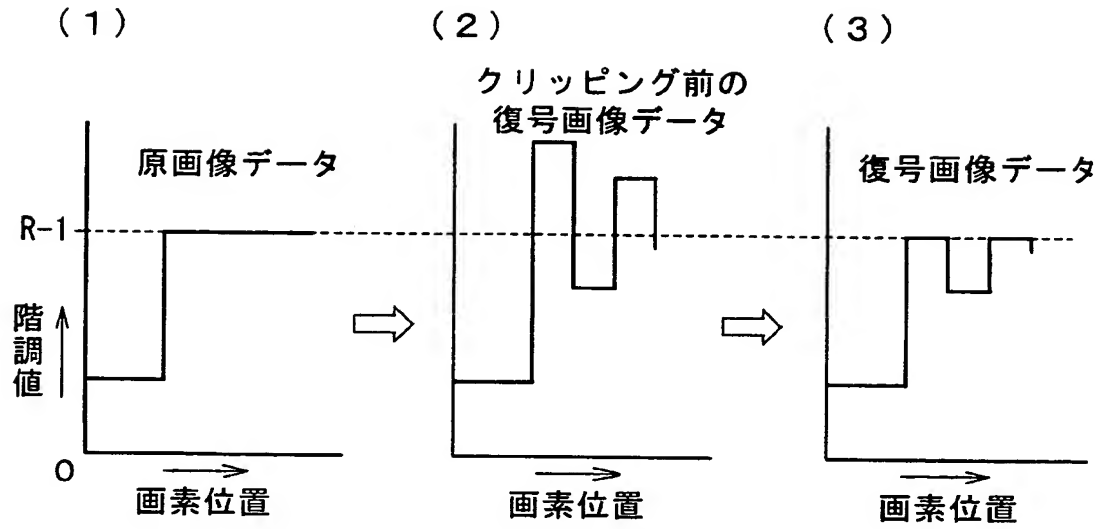 (1)
原画像データ
R-1
階調値
0
画素位置
(2)
クリッピング前の
復号画像データ
画素位置
(3)
復号画像データ
画素位置